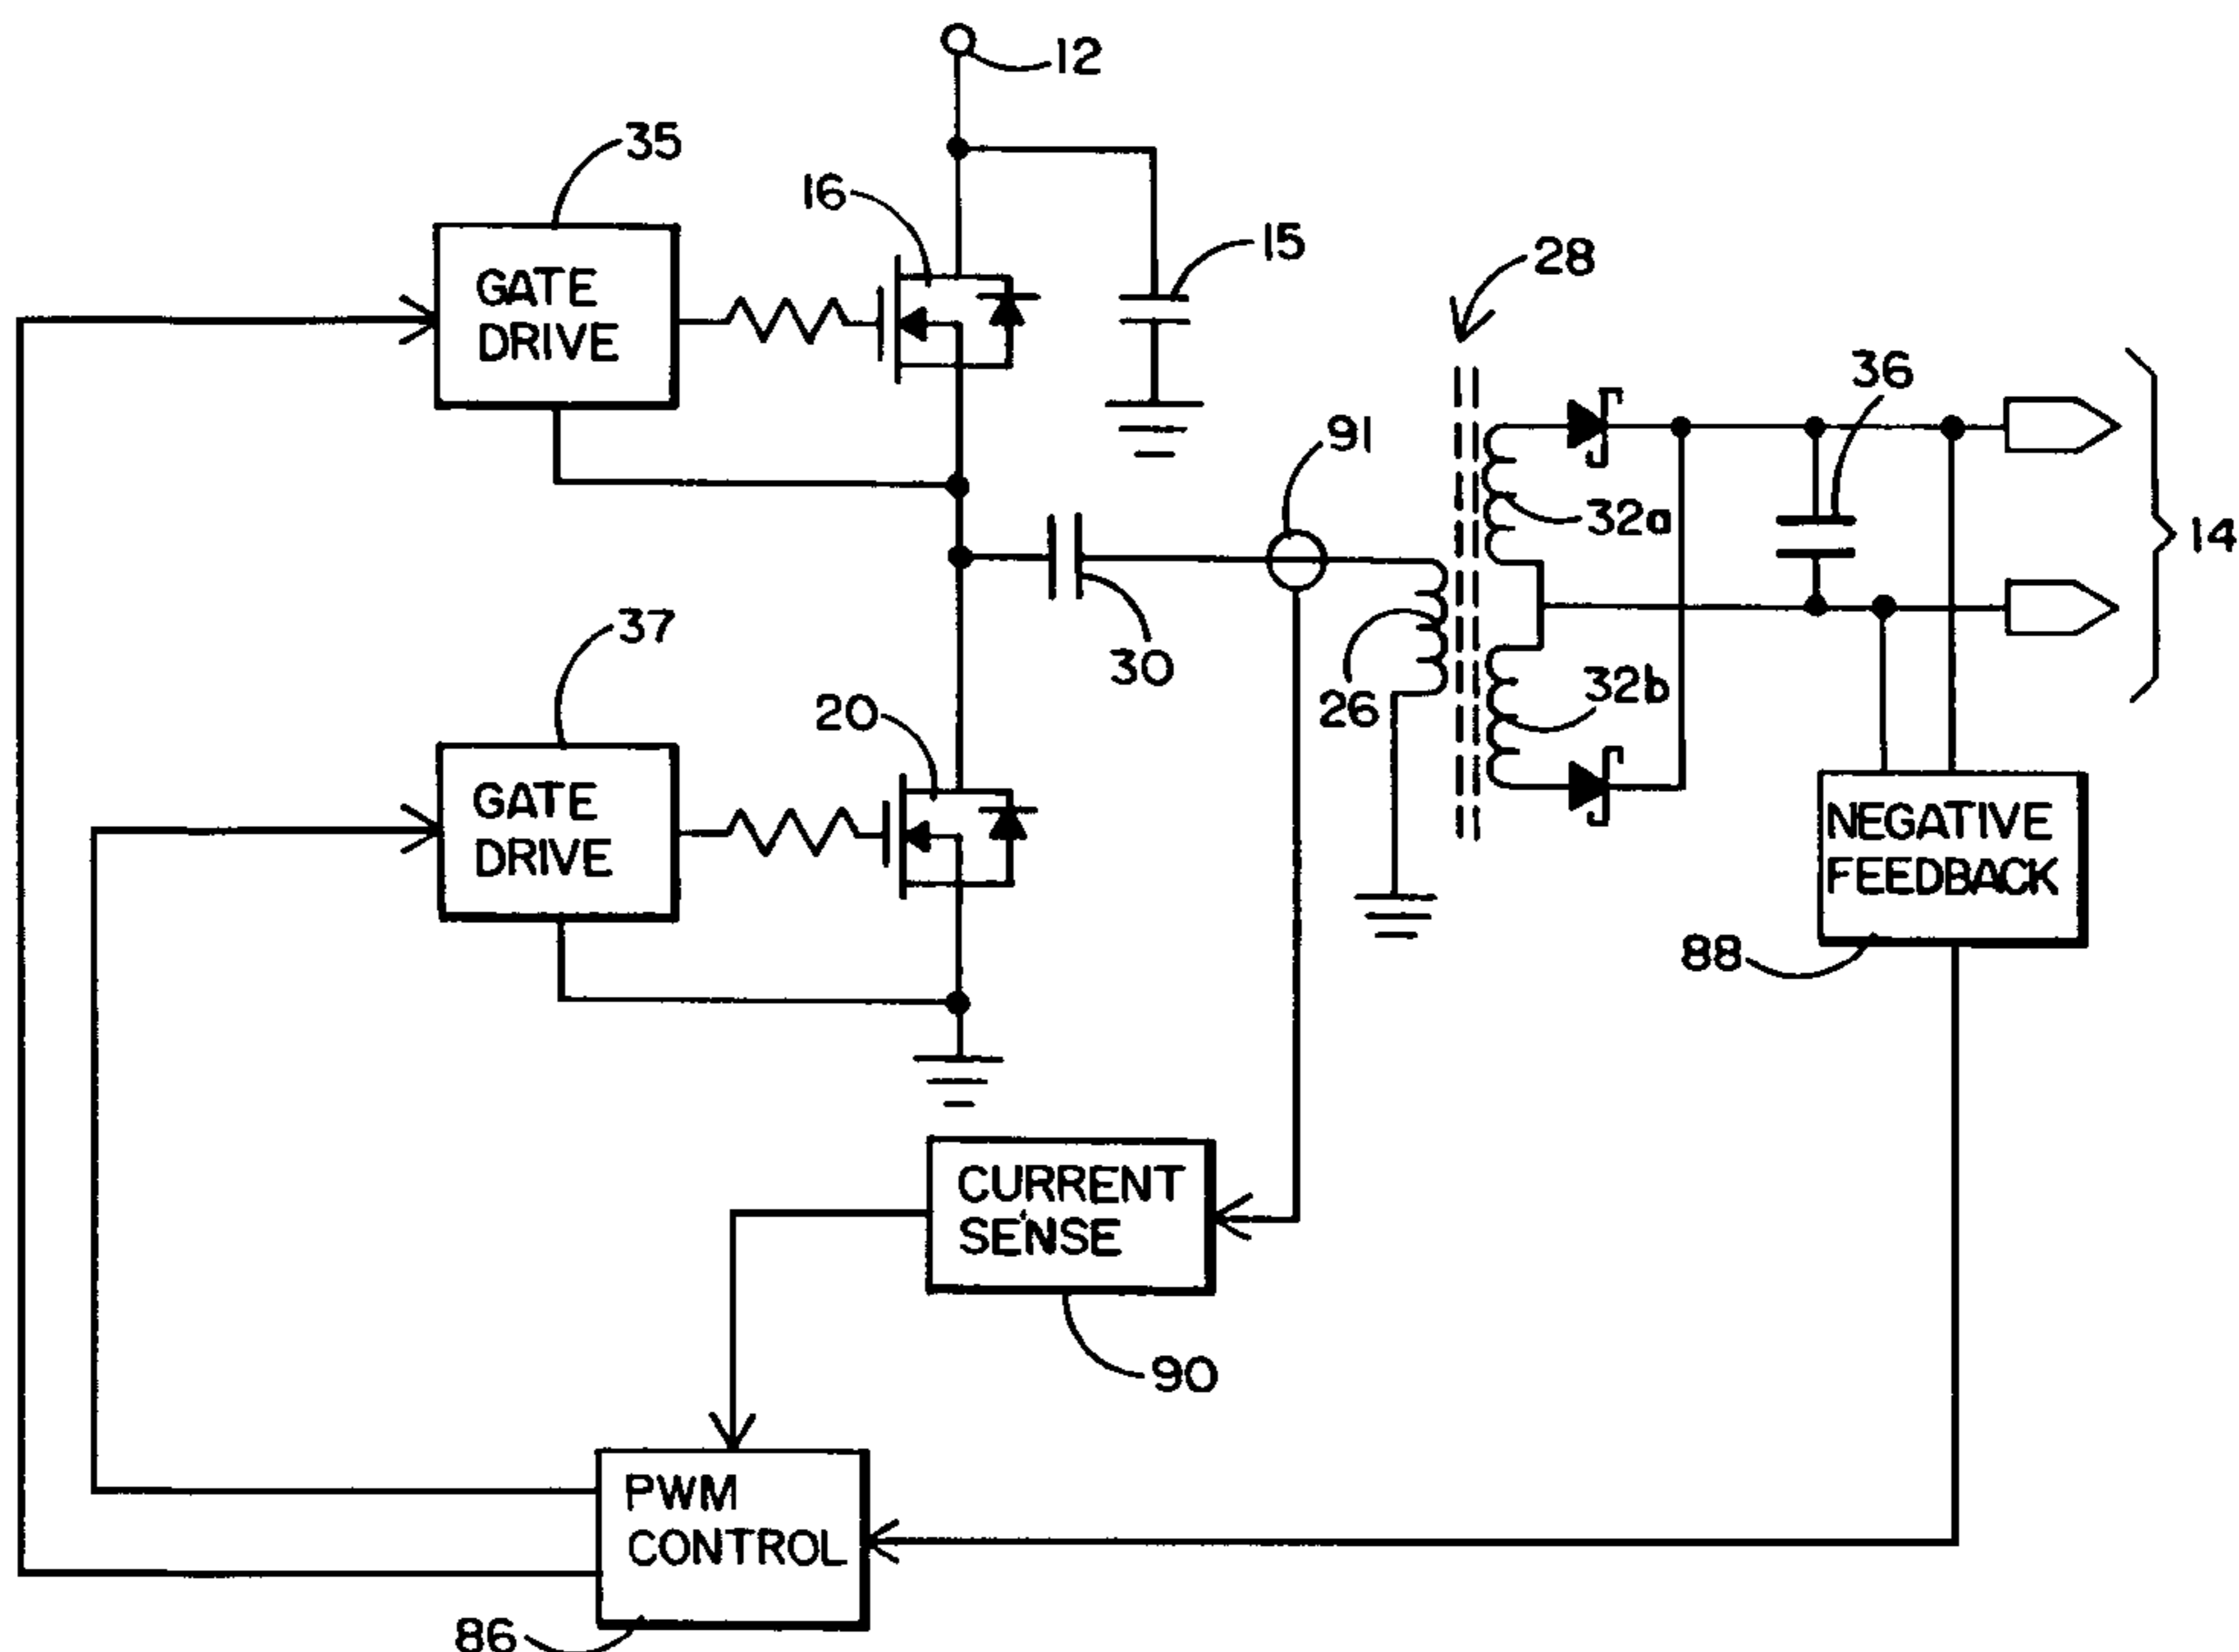 12
35
16
15
28
GATE
DRIVE
36
91
32a
14
37
30
32b
20
26
GATE
DRIVE
NEGATIVE
FEEDBACK
88
CURRENT
SENSE
90
PWM
CONTROL
86